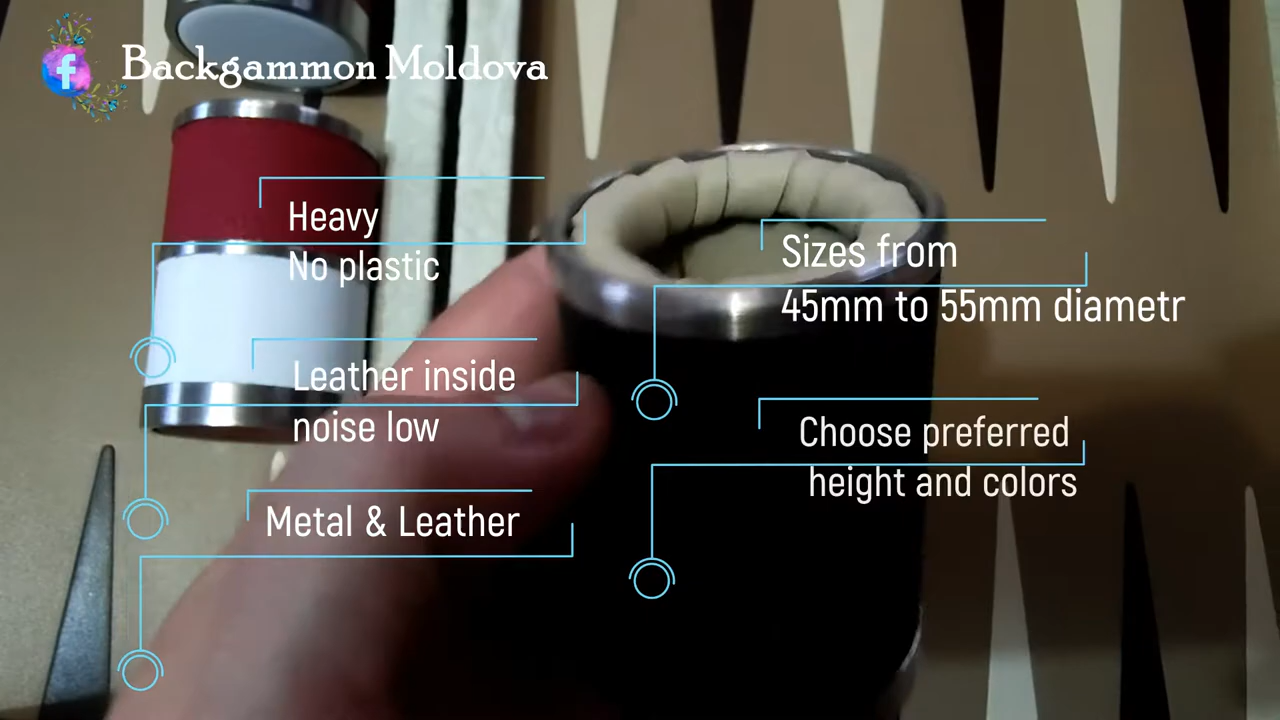 Backgammon Moldova
Heavy
No plastic
Leather inside
noise low
Metal & Leather
Sizes from
45mm to 55mm diametr
Choose preferred
height and colors